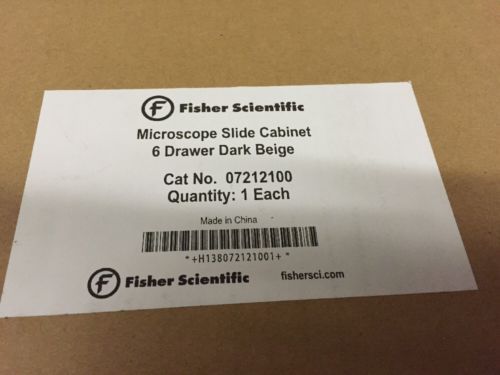 Fisher Scientific
Microscope Slide Cabinet
6 Drawer Dark Beige
Cat No. 07212100
Quantity: 1 Each
Made in China
*+H138072121001+*
Fisher Scientific fishersci.com